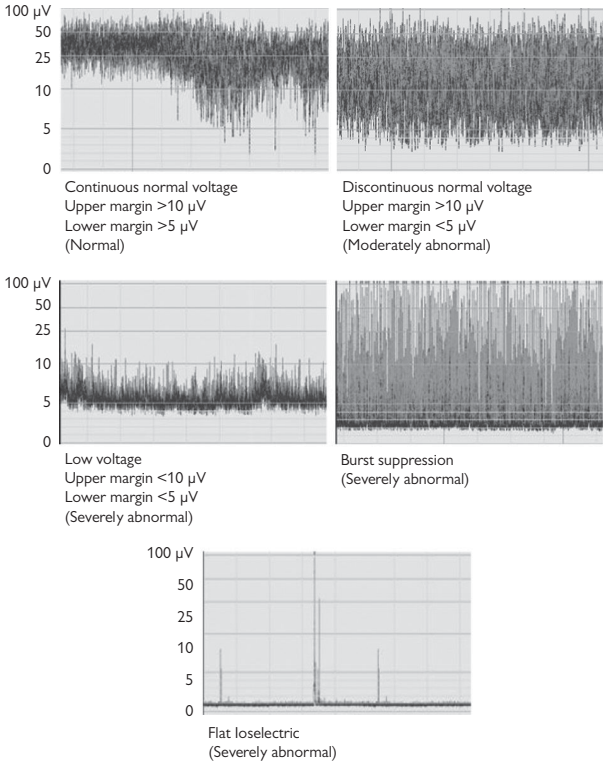 100 µV
50
25
10
5
0
Continuous normal voltage
Upper margin >10 µV
Lower margin >5 µV
(Normal)
Discontinuous normal voltage
Upper margin >10 µV
Lower margin <5 µV
(Moderately abnormal)
100 µV
50
25
10
5
0
Low voltage
Upper margin <10 µV
Lower margin <5 µV
(Severely abnormal)
Burst suppression
(Severely abnormal)
100 µV
50
25
10
5
0
Flat Ioselectric
(Severely abnormal)